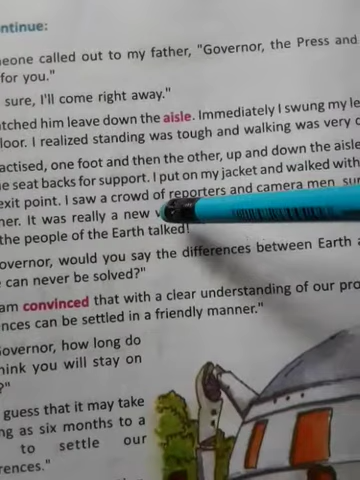 ntinue:
eone called out to my father, "Governor, the Press and
for you."
sure, I'll come right away."
tched him leave down the aisle. Immediately I swung my le
loor. I realized standing was tough and walking was very
actised, one foot and then the other, up and down the aisle
e seat backs for support. I put on my jacket and walked with
exit point. I saw a crowd of reporters and camera men
her. It was really a new
the people of the Earth talked!
overnor, would you say the differences between Earth
can never be solved?"
am convinced that with a clear understanding of our pro
nces can be settled in a friendly manner."
Governor, how long do
hink you will stay on
?"
guess that it may take
ng as six months to a
to settle our
rences."